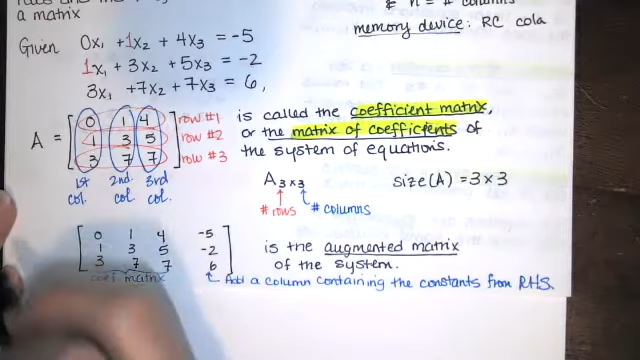 a matrix
& n = # columns
memory device: RC cola
Given 0x₁ + 1x₂ + 4x₃ = -5
1x₁ + 3x₂ + 5x₃ = -2
3x₁ + 7x₂ + 7x₃ = 6,
A = [0 1 4] row #1
[1 3 5] row #2
[3 7 7] row #3
1st col. 2nd col. 3rd col.
is called the coefficient matrix,
or the matrix of coefficients of
the system of equations.
A 3x3
size(A) = 3 x 3
# rows # columns
0 1 4 -5
1 3 5 -2
3 7 7 6
coef. matrix
is the augmented matrix
of the system.
Add a column containing the constants from RHS.